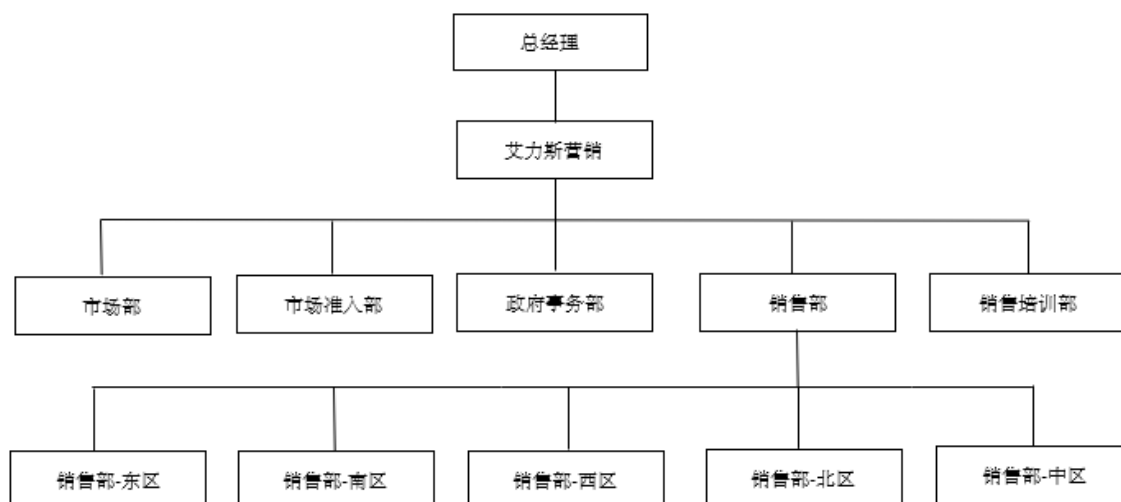 总经理
艾力斯营销
市场部
市场准入部
政府事务部
销售部
销售培训部
销售部-东区
销售部-南区
销售部-西区
销售部-北区
销售部-中区